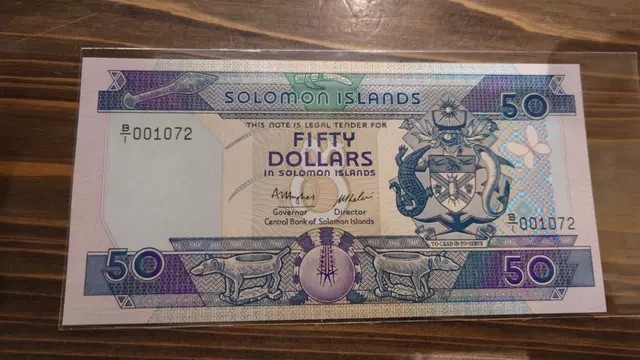 SOLOMON ISLANDS
50
B/1 001072
THIS NOTE IS LEGAL TENDER FOR
FIFTY
DOLLARS
IN SOLOMON ISLANDS
Governor Director
Central Bank of Solomon Islands
B/1 001072
TO LEAD IS TO SERVE
50
50